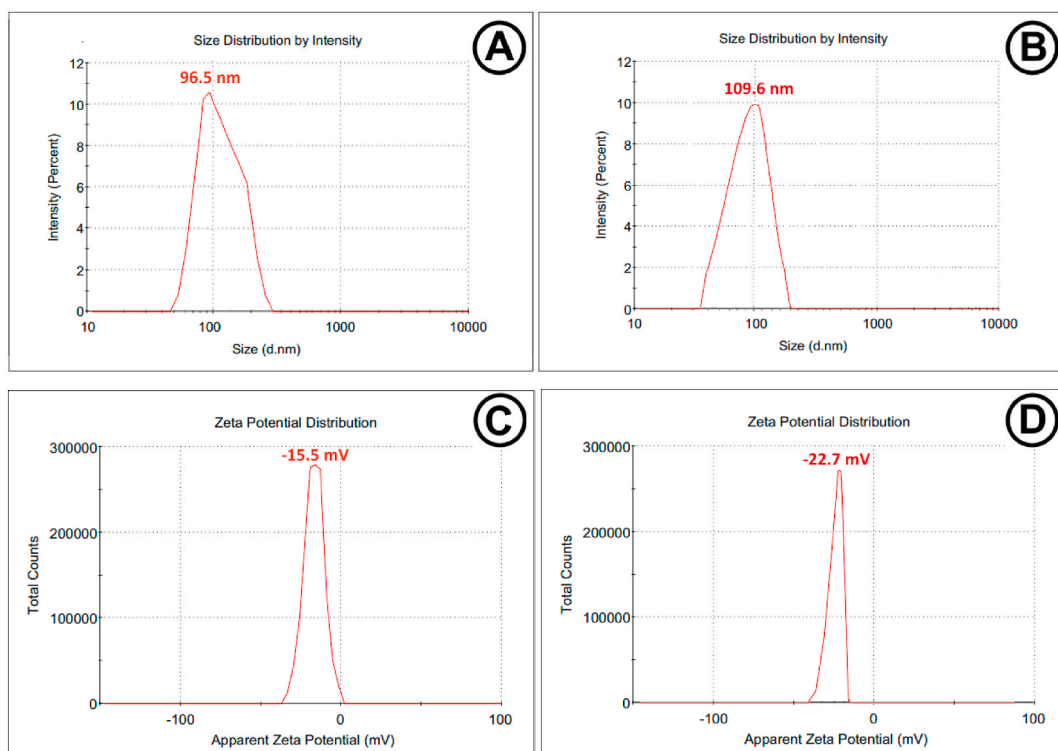 Size Distribution by Intensity
A
96.5 nm
12
10
8
6
4
2
0
Intensity (Percent)
10
100
1000
10000
Size (d.nm)
Size Distribution by Intensity
B
109.6 nm
12
10
8
6
4
2
0
Intensity (Percent)
10
100
1000
10000
Size (d.nm)
Zeta Potential Distribution
C
-15.5 mV
300000
200000
100000
0
Total Counts
-100
0
100
Apparent Zeta Potential (mV)
Zeta Potential Distribution
D
-22.7 mV
300000
200000
100000
0
Total Counts
-100
0
100
Apparent Zeta Potential (mV)